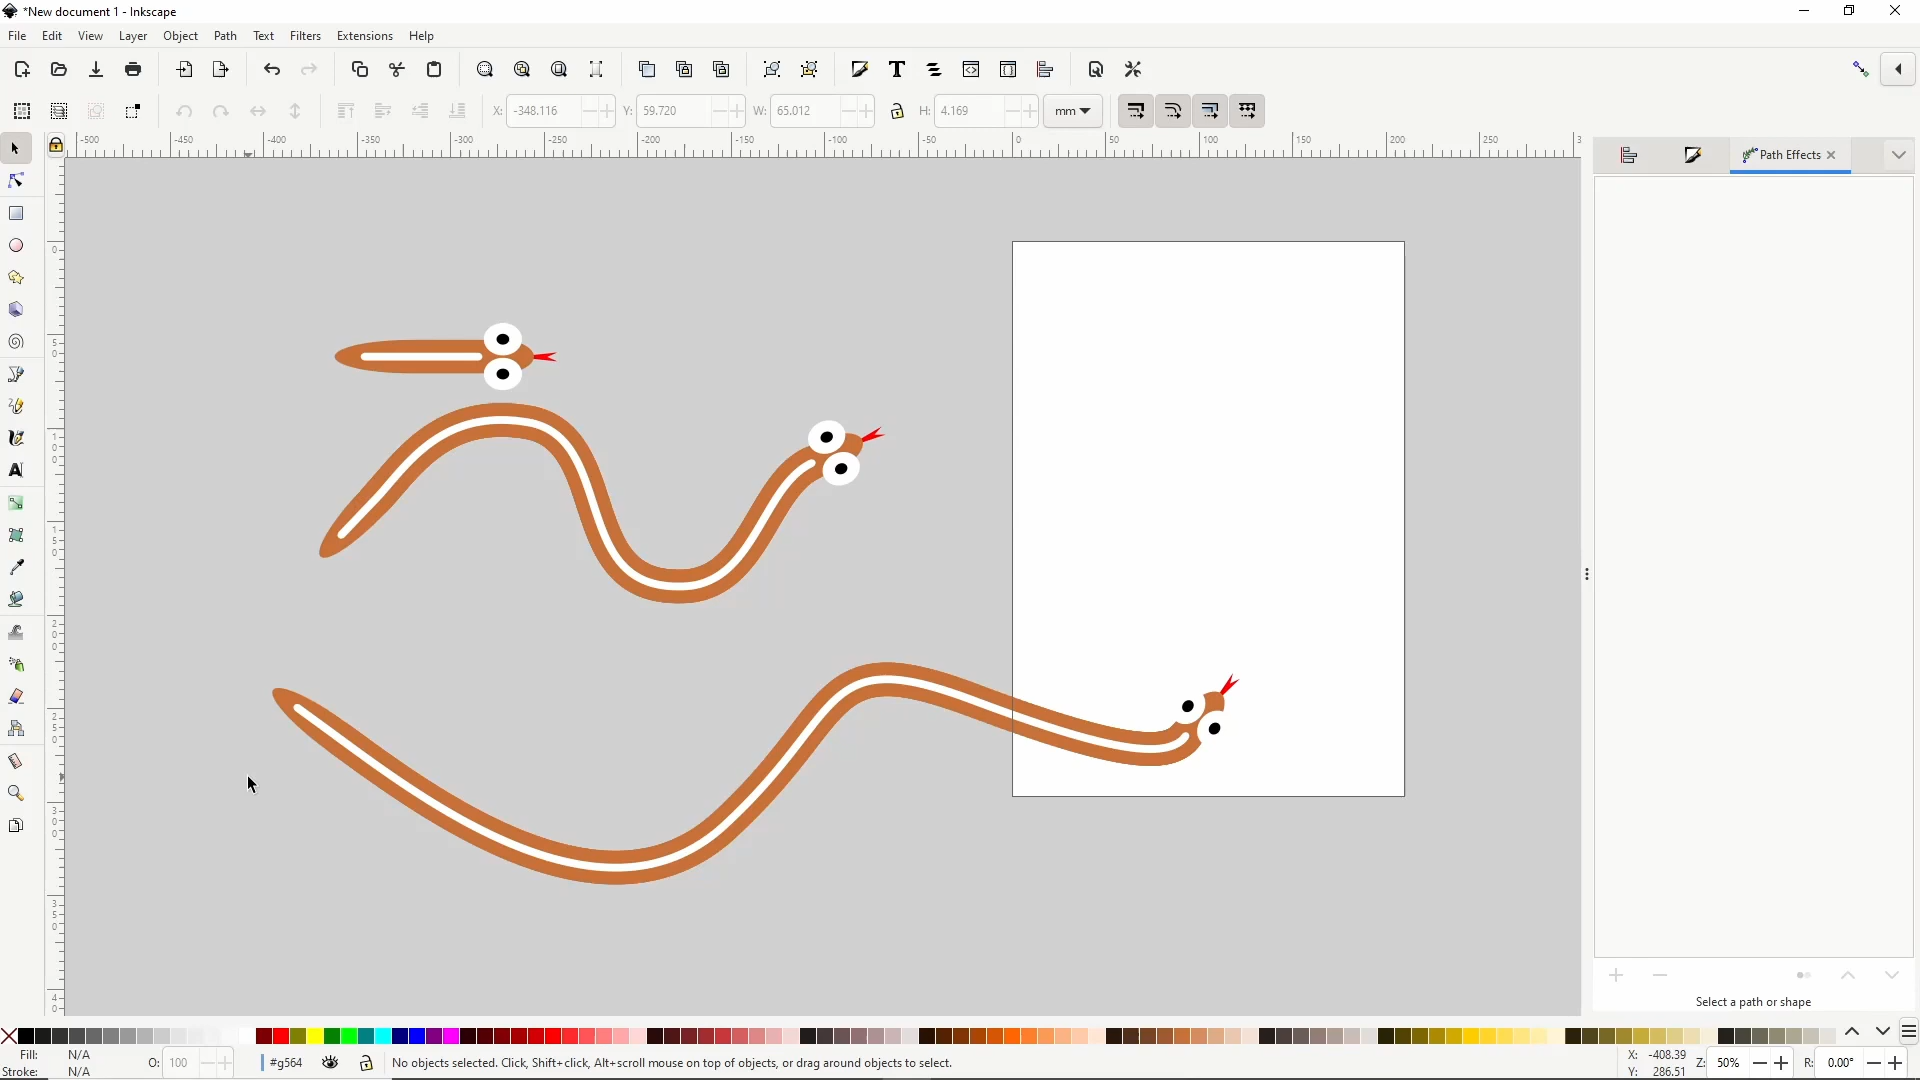 *New document 1 - Inkscape
File Edit View Layer Object Path Text Filters Extensions Help
X: -348.116 Y: 59.720 W: 65.012 H: 4.169 mm
-500 -450 -400 -350 -300 -250 -200 -150 -100 -50 0 50 100 150 200 250
Path Effects
Select a path or shape
Fill: N/A
Stroke: N/A
O: 100
#g564
No objects selected. Click, Shift+click, Alt+scroll mouse on top of objects, or drag around objects to select.
X: -408.39
Y: 286.51
Z: 50%
R: 0.00°